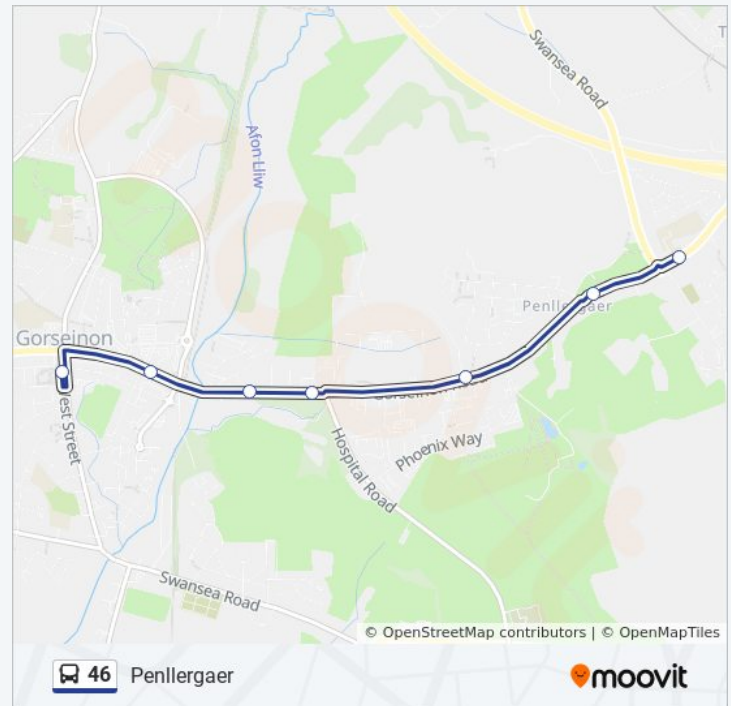 Swansea Road
Afon Lliw
Penllergaer
Gorseinon
Phoenix Way
West Street
Hospital Road
Swansea Road
© OpenStreetMap contributors | © OpenMapTiles
46 Penllergaer
moovit